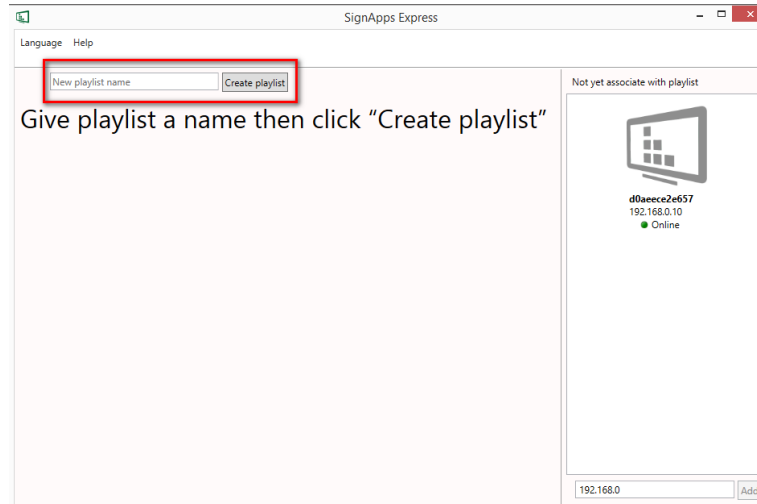 SignApps Express
Language Help
New playlist name Create playlist
Not yet associate with playlist
Give playlist a name then click “Create playlist”
d0aeece2e657
192.168.0.10
Online
192.168.0 Add